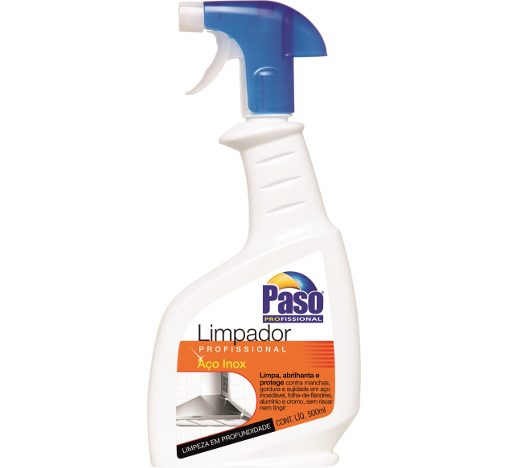 Paso
PROFISSIONAL
Limpador
PROFISSIONAL
Aço Inox
Limpa, abrilhanta e
protege contra manchas,
gordura e sujidade em aço
inoxidável, folha-de-flandres,
alumínio e cromo, sem riscar
nem tingir
CONT. LÍQ. 500ml
LIMPEZA EM PROFUNDIDADE